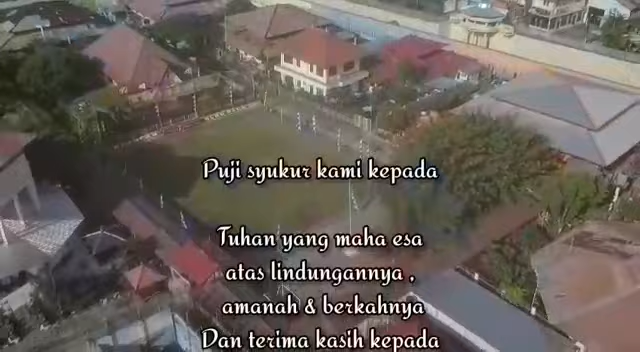 Puji syukur kami kepada
Tuhan yang maha esa
atas lindungannya ,
amanah & berkahnya
Dan terima kasih kepada